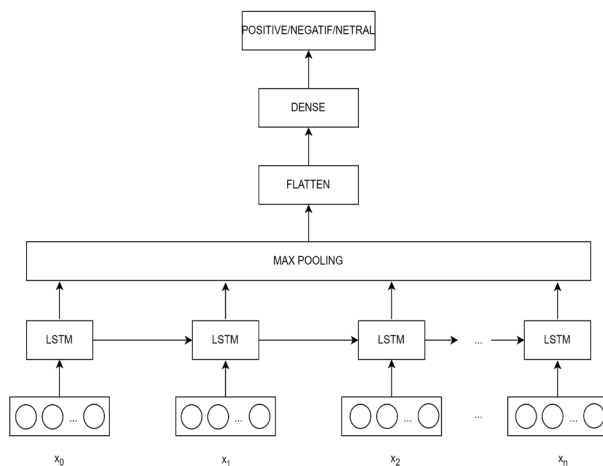 POSITIVE/NEGATIF/NETRAL
DENSE
FLATTEN
MAX POOLING
LSTM LSTM LSTM ... LSTM
... ... ... ...
x0 x1 x2 ... xn